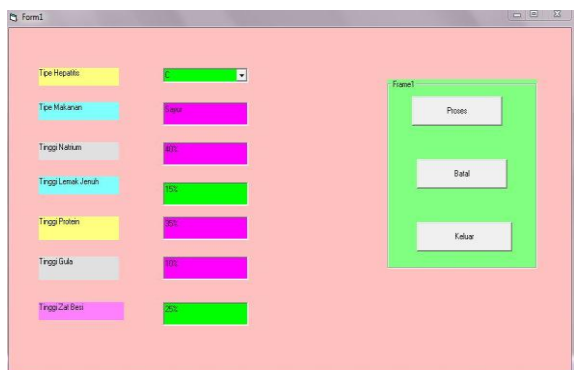 Form1
Tipe Hepatitis
C
Tipe Makanan
Sayur
Tinggi Natrium
40%
Tinggi Lemak Jenuh
15%
Tinggi Protein
35%
Tinggi Gula
10%
Tinggi Zat Besi
25%
Frame1
Proses
Batal
Keluar